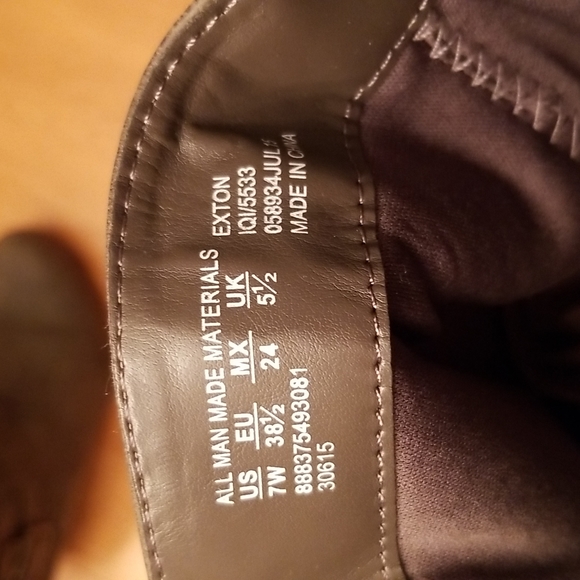 ALL MAN MADE MATERIALS
US EU MX UK
7W 38½ 24 5½
888375493081
30615
EXTON
IQI/5533
058934JUL15
MADE IN CHINA